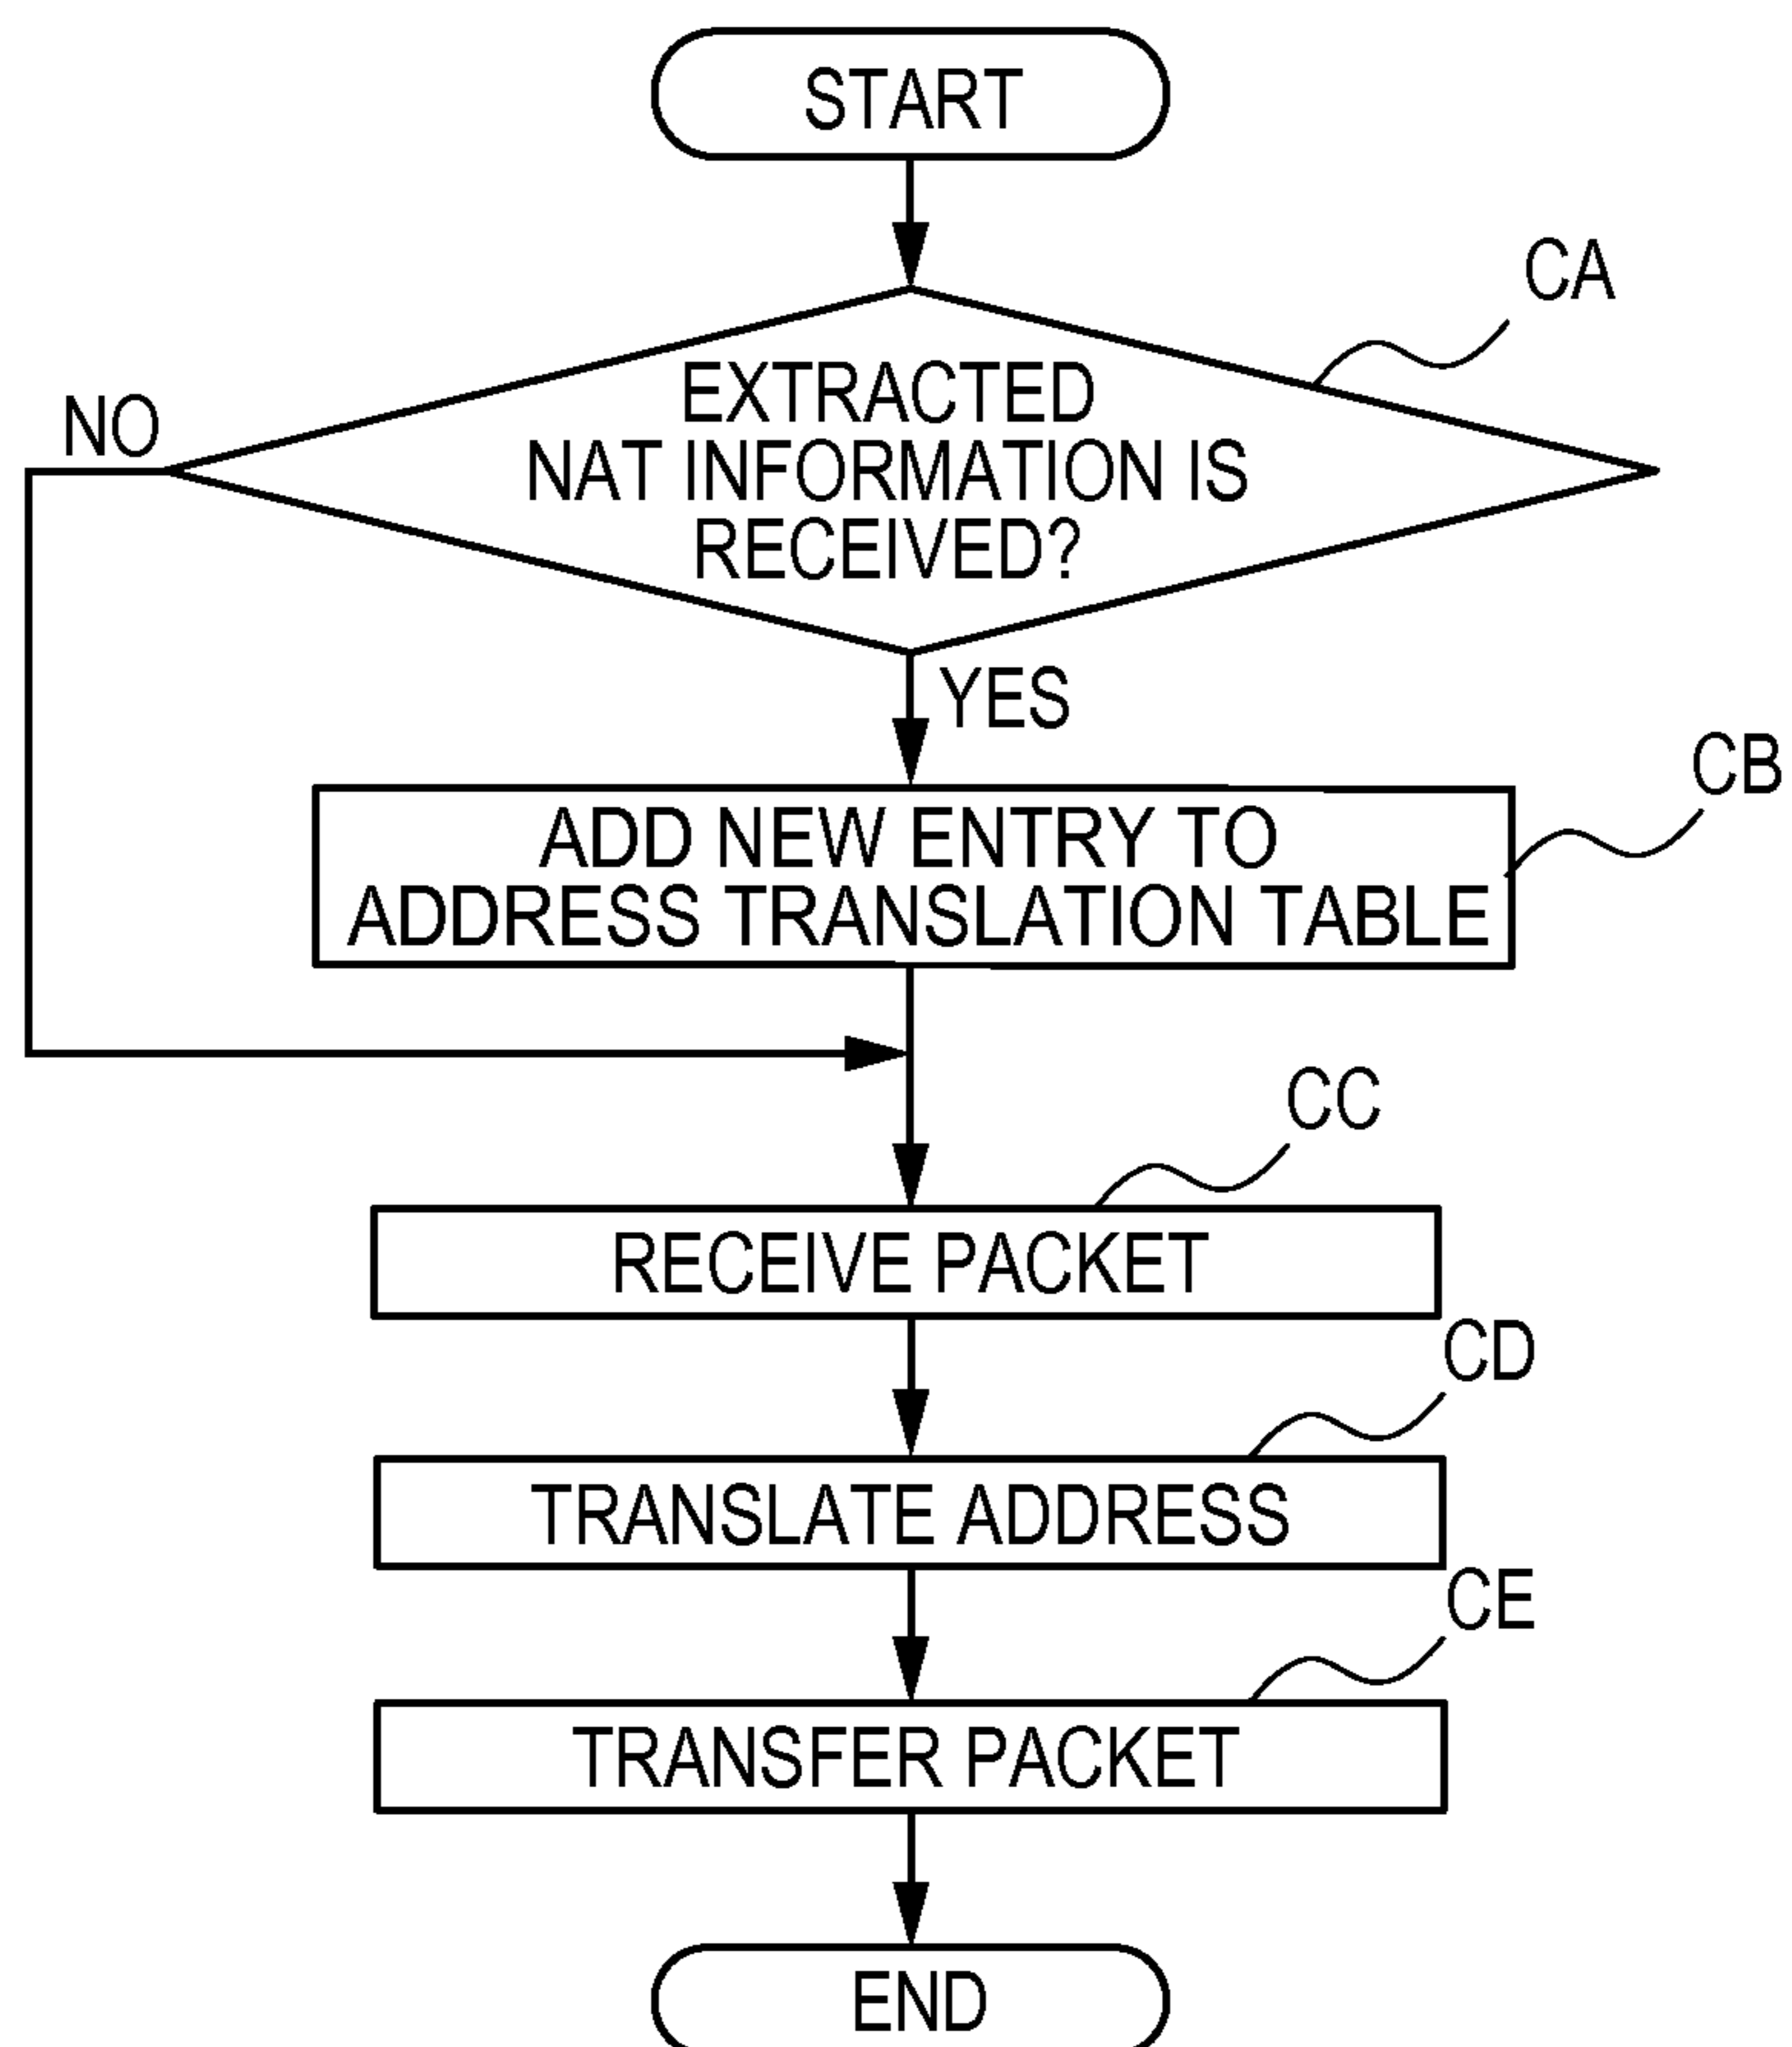 START
CA
EXTRACTED
NAT INFORMATION IS
RECEIVED?
NO
YES
CB
ADD NEW ENTRY TO
ADDRESS TRANSLATION TABLE
CC
RECEIVE PACKET
CD
TRANSLATE ADDRESS
CE
TRANSFER PACKET
END